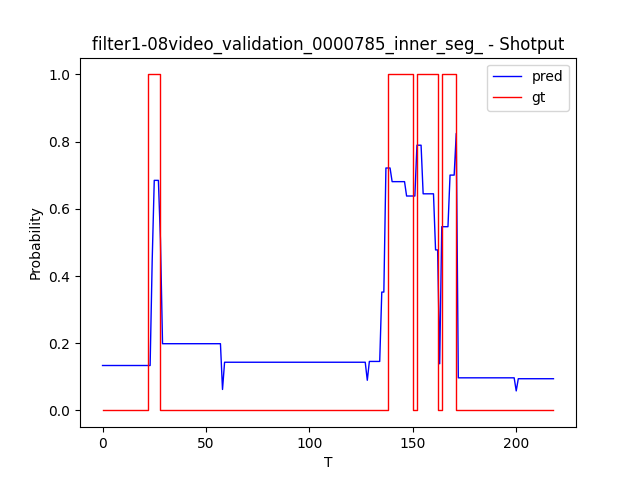 filter1-08video_validation_0000785_inner_seg_ - Shotput
pred
gt
1.0
0.8
0.6
0.4
0.2
0.0
Probability
0
50
100
150
200
T